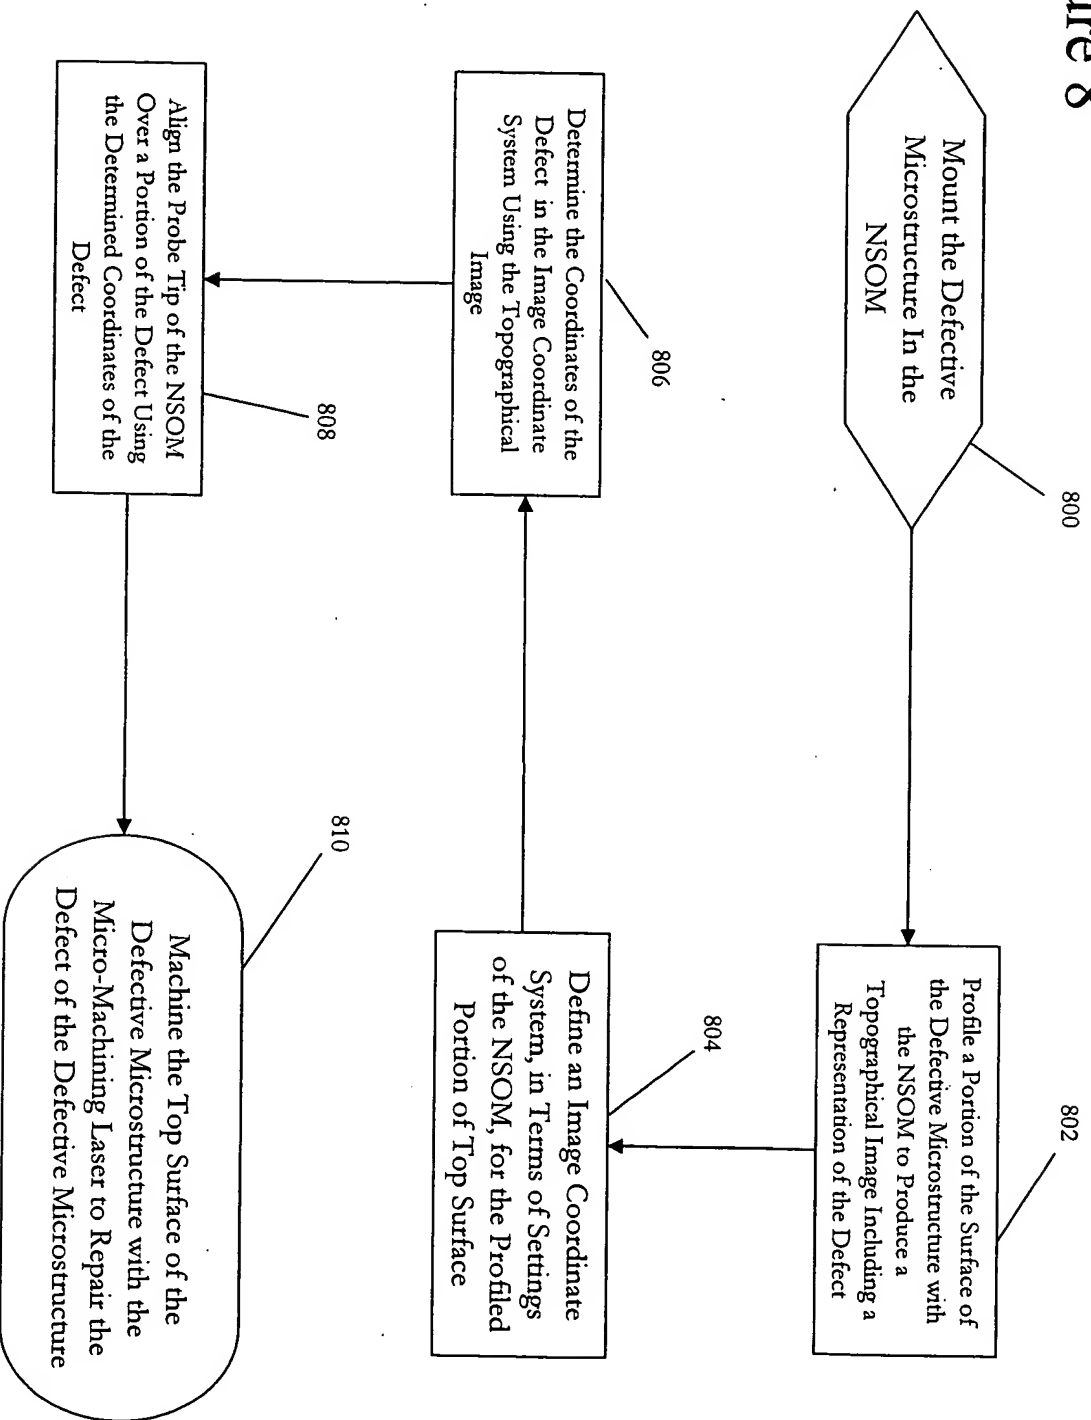 ure 8
800
Mount the Defective
Microstructure In the
NSOM
802
Profile a Portion of the Surface of
the Defective Microstructure with
the NSOM to Produce a
Topographical Image Including a
Representation of the Defect
804
Define an Image Coordinate
System, in Terms of Settings
of the NSOM, for the Profiled
Portion of Top Surface
806
Determine the Coordinates of the
Defect in the Image Coordinate
System Using the Topographical
Image
808
Align the Probe Tip of the NSOM
Over a Portion of the Defect Using
the Determined Coordinates of the
Defect
810
Machine the Top Surface of the
Defective Microstructure with the
Micro-Machining Laser to Repair the
Defect of the Defective Microstructure